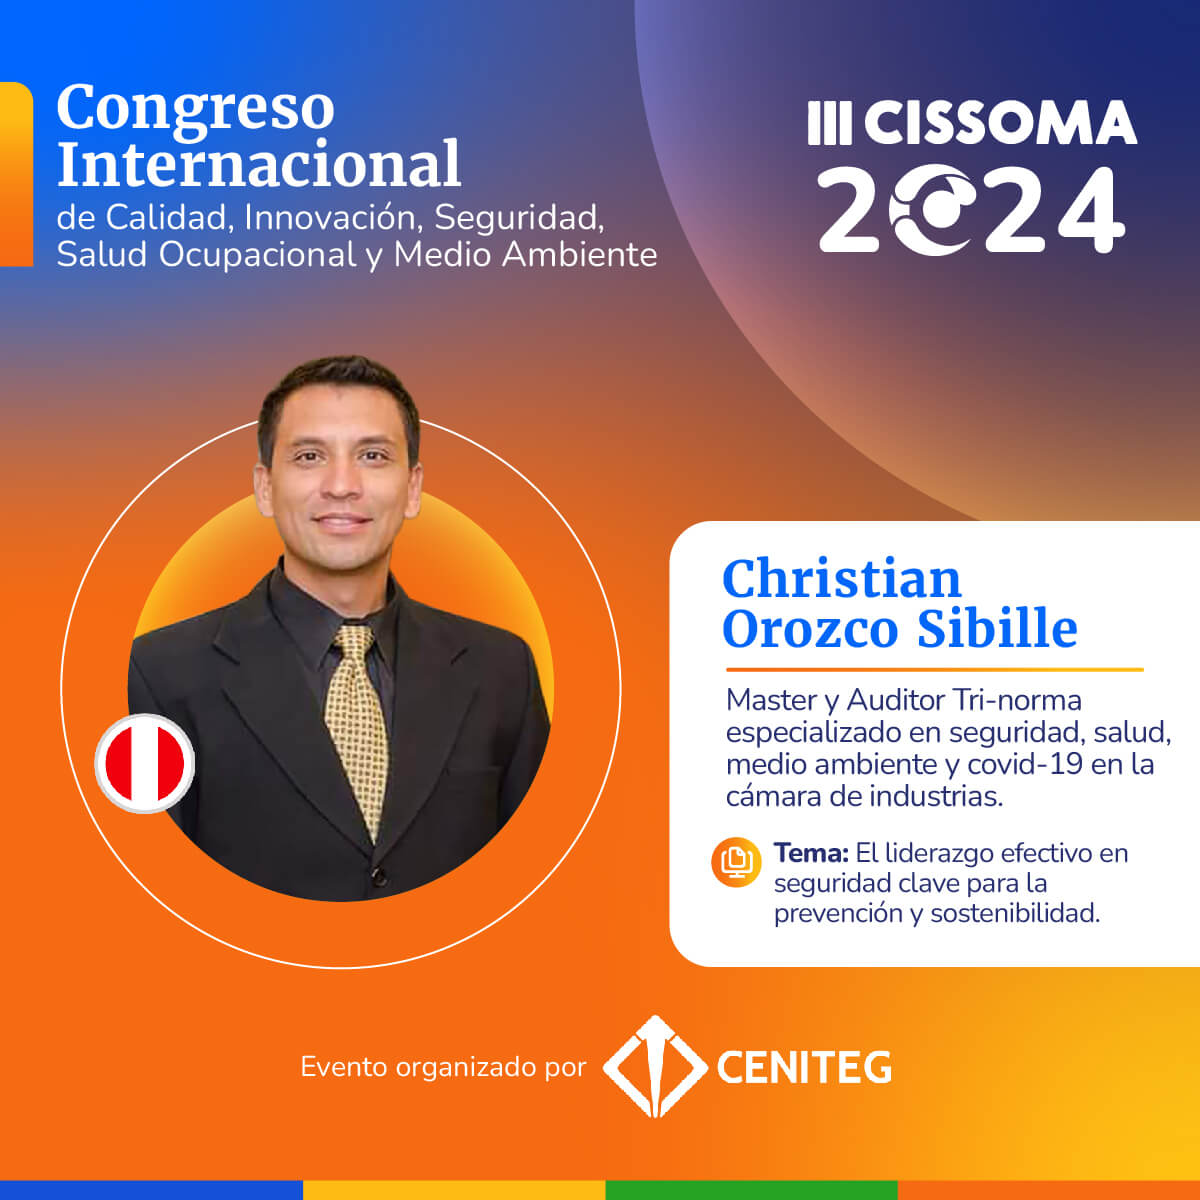 Congreso
Internacional
de Calidad, Innovación, Seguridad,
Salud Ocupacional y Medio Ambiente
III CISSOMA
2024
Christian
Orozco Sibille
Master y Auditor Tri-norma
especializado en seguridad, salud,
medio ambiente y covid-19 en la
cámara de industrias.
Tema: El liderazgo efectivo en
seguridad clave para la
prevención y sostenibilidad.
Evento organizado por CENITEG